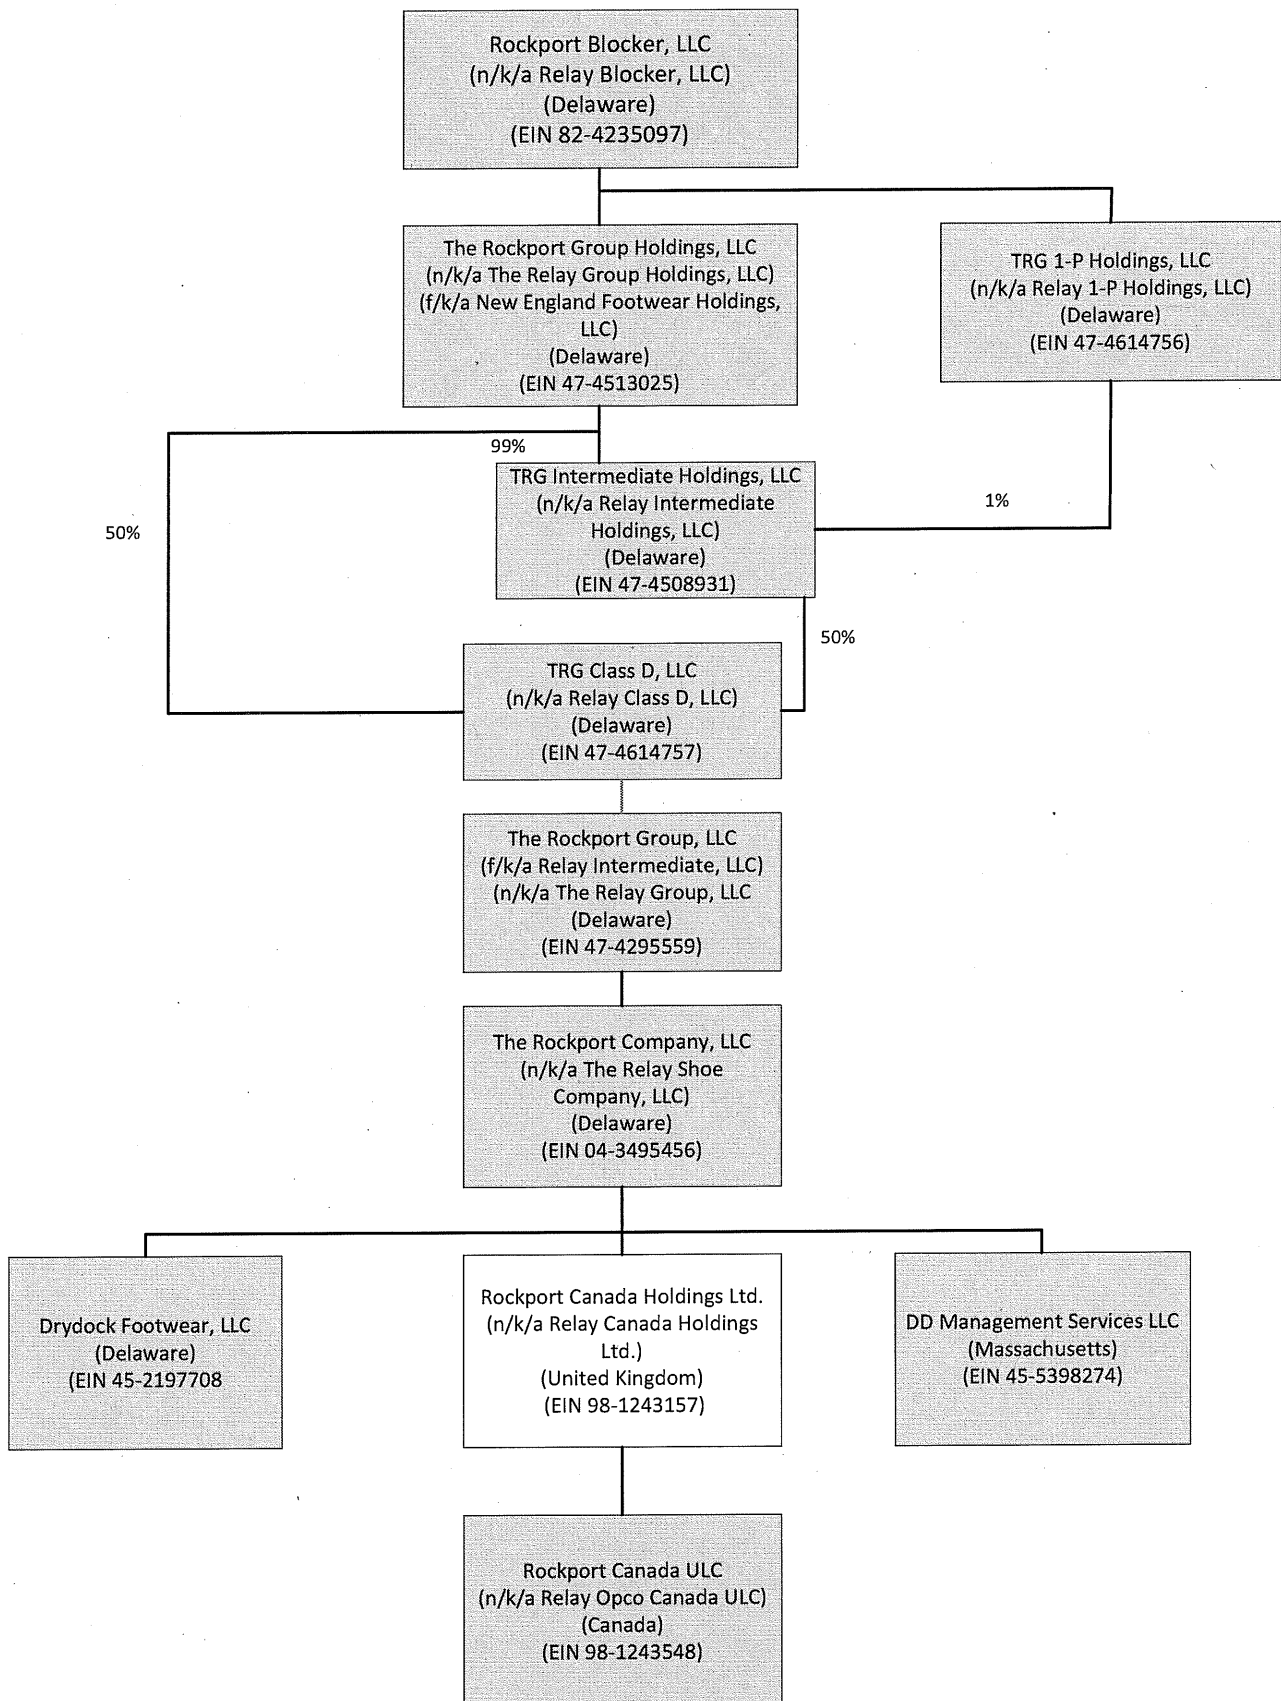 Rockport Blocker, LLC
(n/k/a Relay Blocker, LLC)
(Delaware)
(EIN 82-4235097)
The Rockport Group Holdings, LLC
(n/k/a The Relay Group Holdings, LLC)
(f/k/a New England Footwear Holdings,
LLC)
(Delaware)
(EIN 47-4513025)
TRG 1-P Holdings, LLC
(n/k/a Relay 1-P Holdings, LLC)
(Delaware)
(EIN 47-4614756)
99%
TRG Intermediate Holdings, LLC
(n/k/a Relay Intermediate
Holdings, LLC)
(Delaware)
(EIN 47-4508931)
1%
50%
50%
TRG Class D, LLC
(n/k/a Relay Class D, LLC)
(Delaware)
(EIN 47-4614757)
The Rockport Group, LLC
(f/k/a Relay Intermediate, LLC)
(n/k/a The Relay Group, LLC
(Delaware)
(EIN 47-4295559)
The Rockport Company, LLC
(n/k/a The Relay Shoe
Company, LLC)
(Delaware)
(EIN 04-3495456)
Drydock Footwear, LLC
(Delaware)
(EIN 45-2197708
Rockport Canada Holdings Ltd.
(n/k/a Relay Canada Holdings
Ltd.)
(United Kingdom)
(EIN 98-1243157)
DD Management Services LLC
(Massachusetts)
(EIN 45-5398274)
Rockport Canada ULC
(n/k/a Relay Opco Canada ULC)
(Canada)
(EIN 98-1243548)